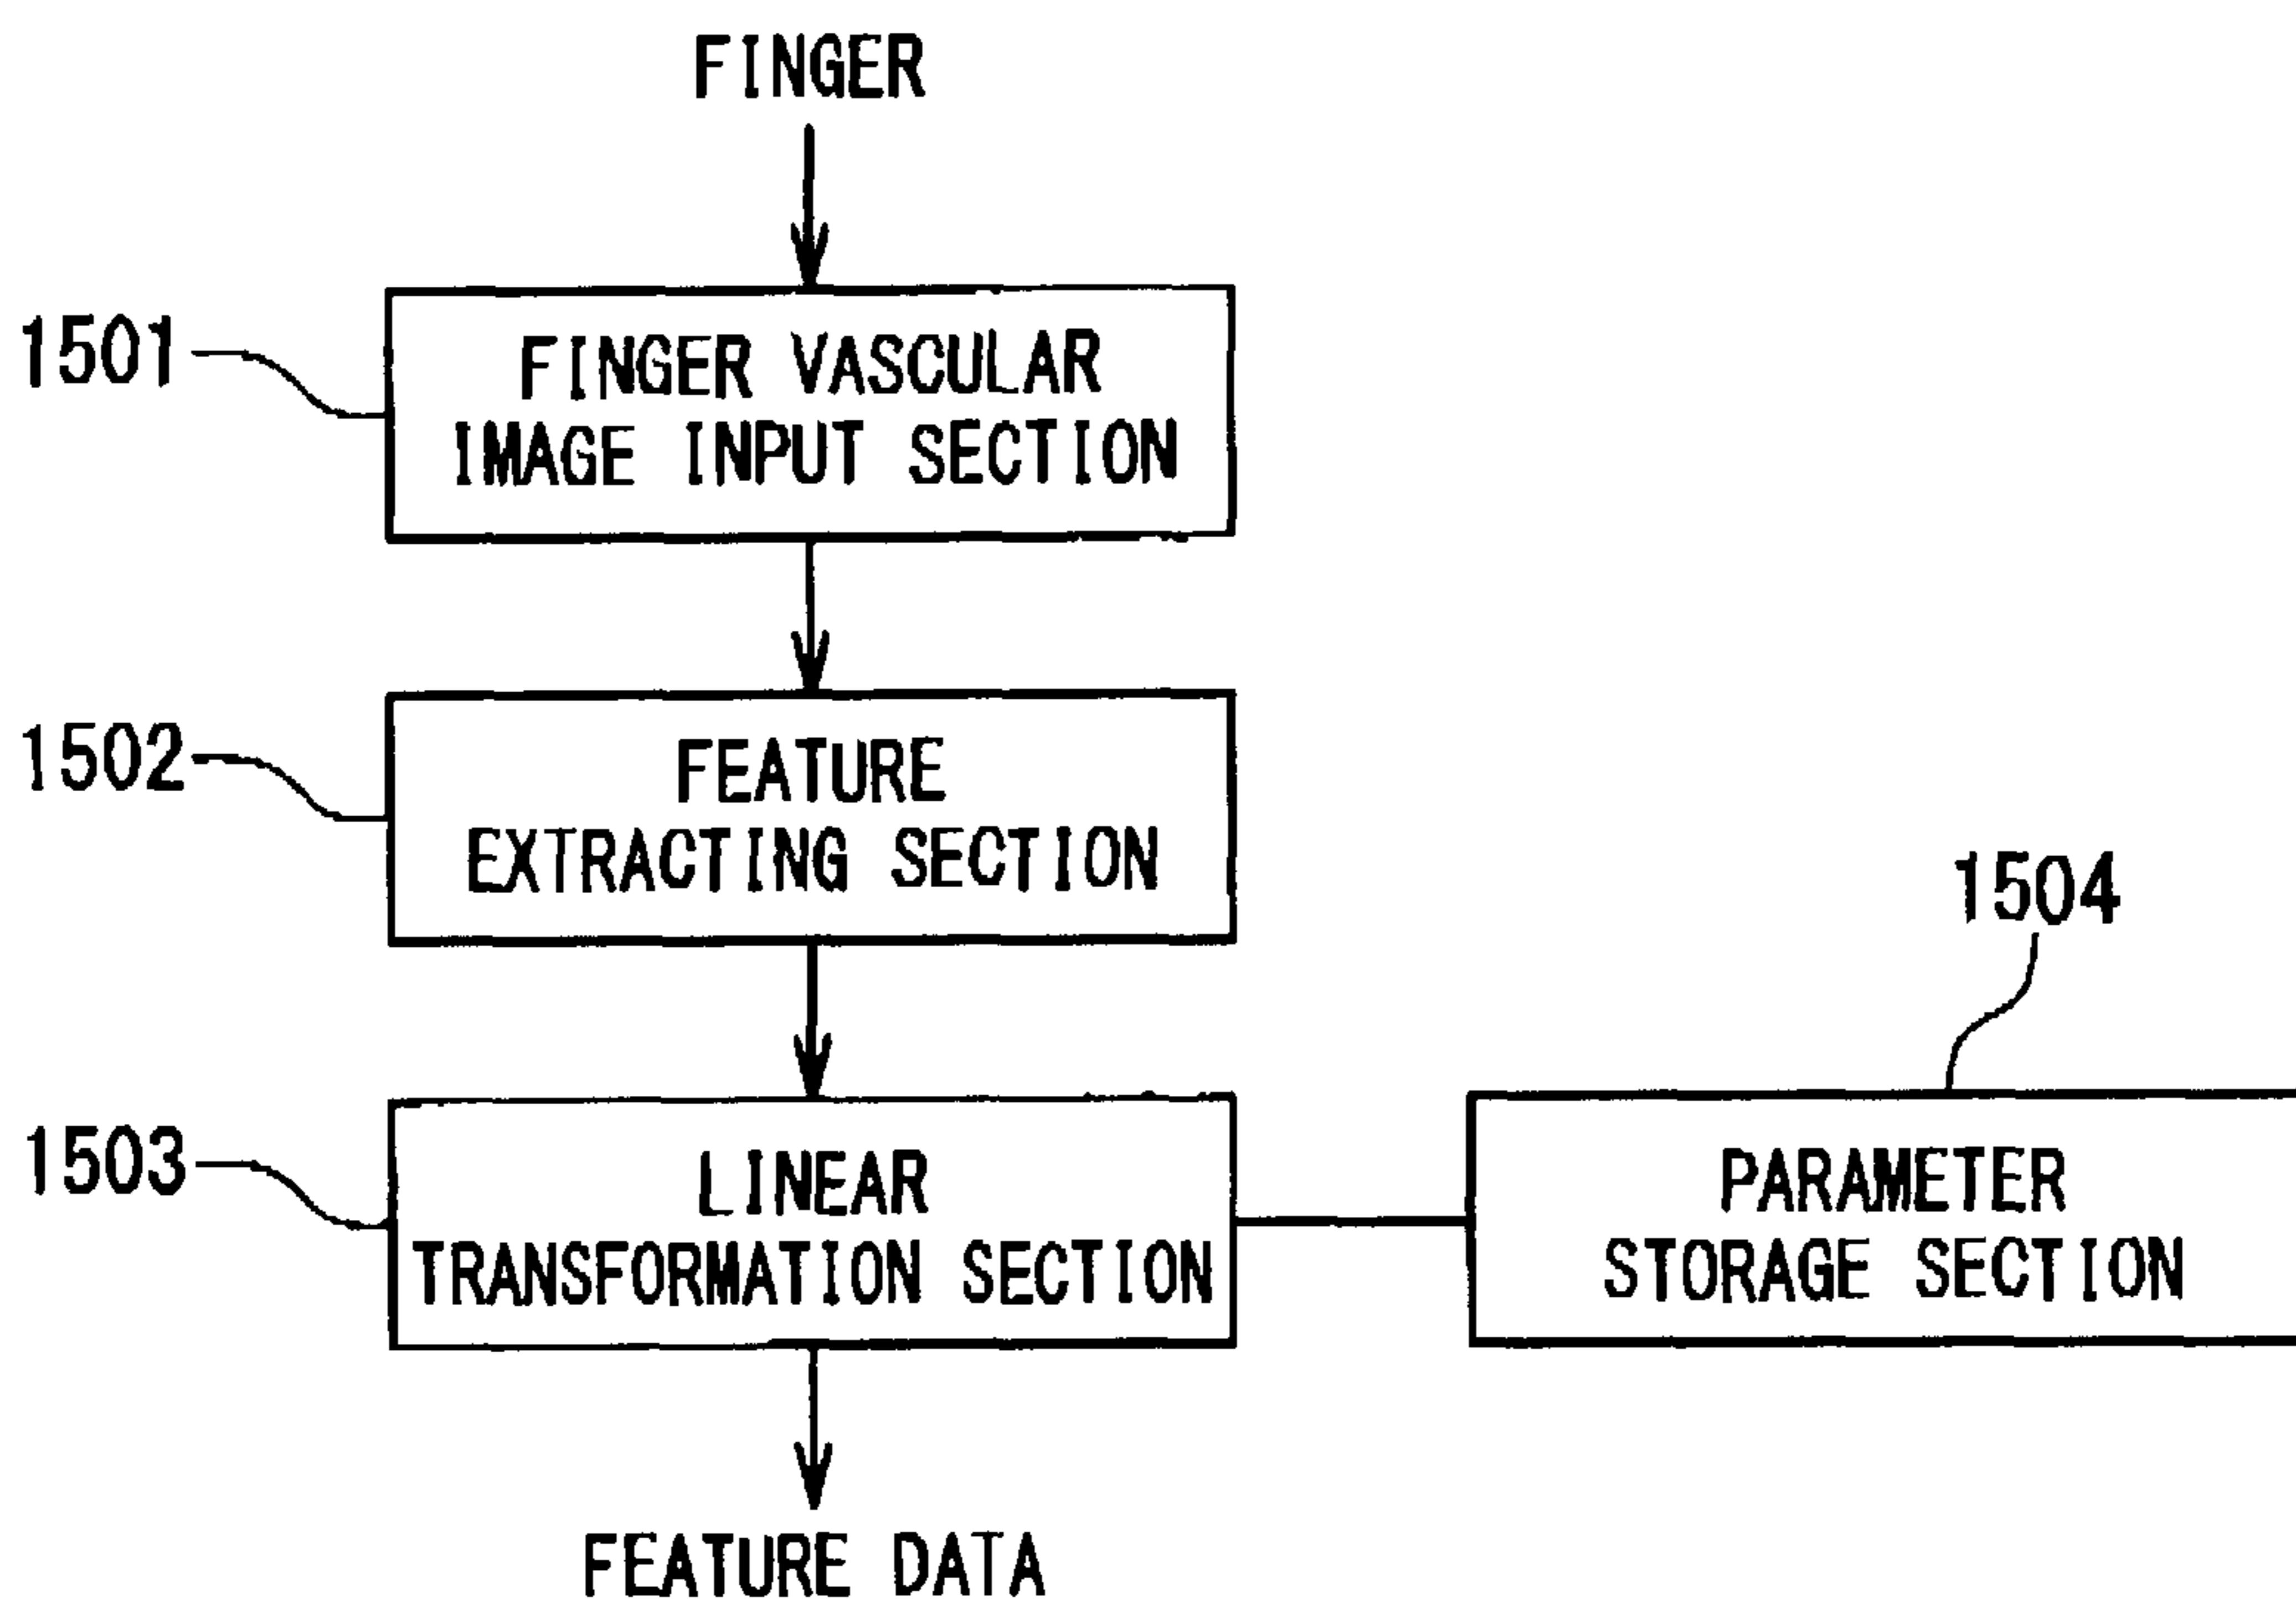 FINGER
1501
FINGER VASCULAR
IMAGE INPUT SECTION
1502
FEATURE
EXTRACTING SECTION
1503
LINEAR
TRANSFORMATION SECTION
1504
PARAMETER
STORAGE SECTION
FEATURE DATA